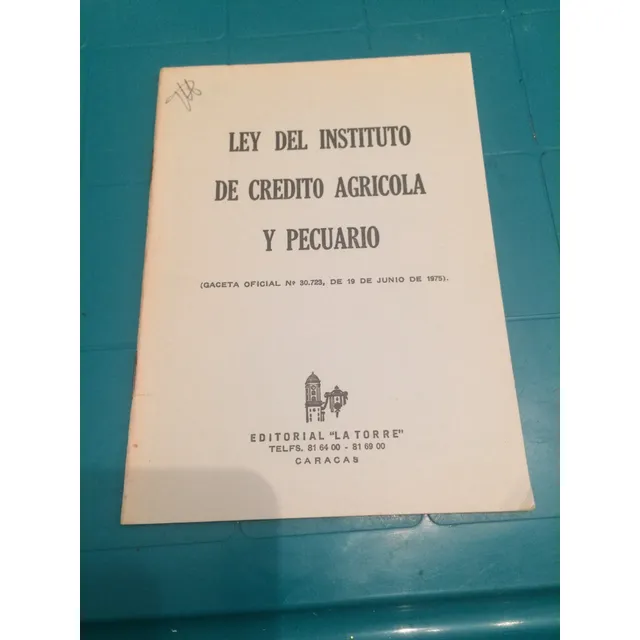 LEY DEL INSTITUTO
DE CREDITO AGRICOLA
Y PECUARIO
(GACETA OFICIAL Nº 30.723, DE 19 DE JUNIO DE 1975).
EDITORIAL "LA TORRE"
TELFS. 81 64 00 - 81 69 00
CARACAS